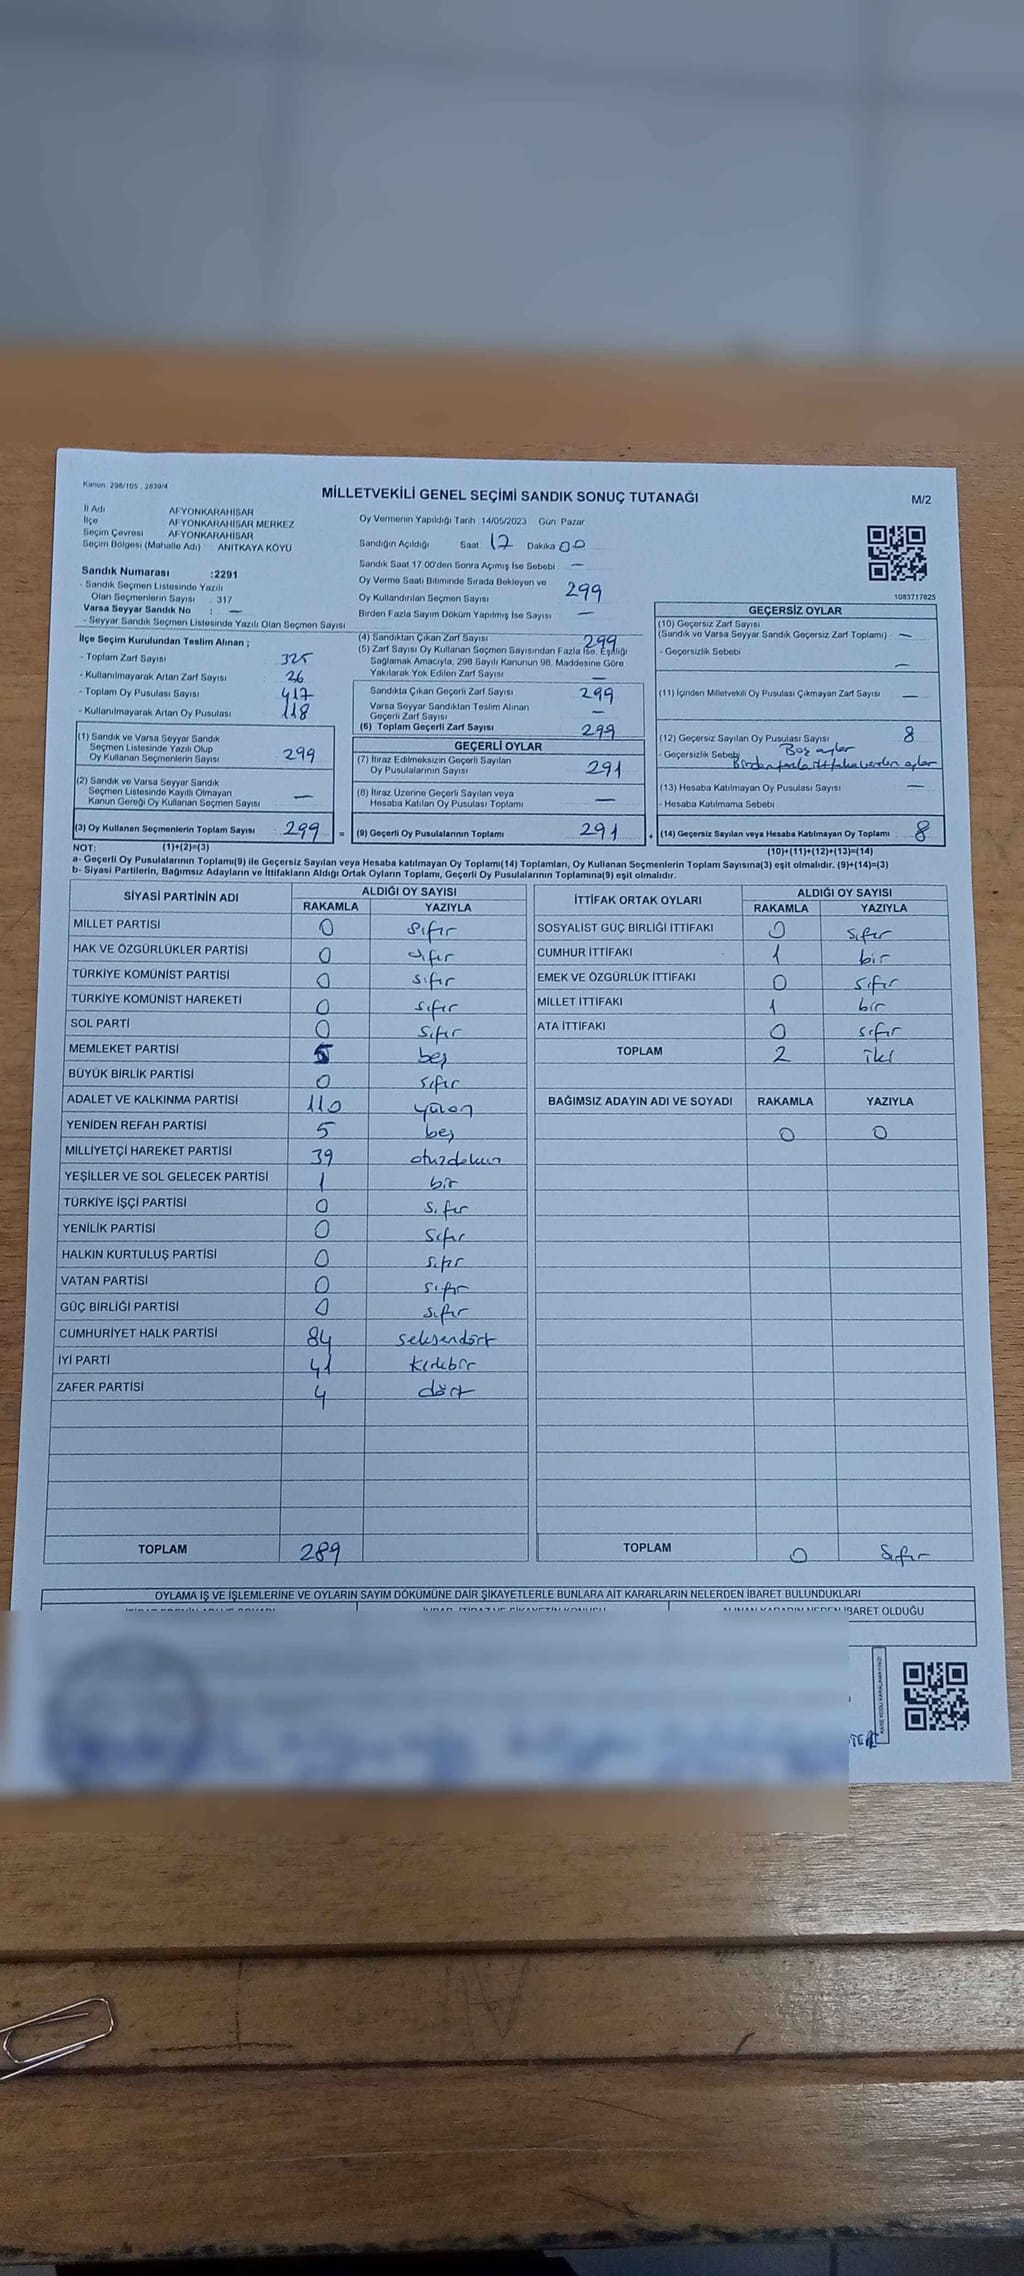 Kanun: 298/105 , 2839/4
MİLLETVEKİLİ GENEL SEÇİMİ SANDIK SONUÇ TUTANAĞI
M/2
İl Adı AFYONKARAHİSAR
İlçe AFYONKARAHİSAR MERKEZ
Seçim Çevresi AFYONKARAHİSAR
Seçim Bölgesi (Mahalle Adı) ANITKAYA KÖYÜ
Sandık Numarası :2291
- Sandık Seçmen Listesinde Yazılı
Olan Seçmenlerin Sayısı 317
Varsa Seyyar Sandık No : —
- Seyyar Sandık Seçmen Listesinde Yazılı Olan Seçmen Sayısı:
Oy Vermenin Yapıldığı Tarih 14/05/2023 Gün: Pazar
Sandığın Açıldığı Saat 17 Dakika 00
Sandık Saat 17:00'den Sonra Açımış İse Sebebi —
Oy Verme Saati Bitiminde Sırada Bekleyen ve
Oy Kullandırılan Seçmen Sayısı 299
Birden Fazla Sayım Döküm Yapılmış İse Sayısı —
1083717625
İlçe Seçim Kurulundan Teslim Alınan ;
- Toplam Zarf Sayısı 325
- Kullanılmayarak Artan Zarf Sayısı 26
- Toplam Oy Pusulası Sayısı 417
- Kullanılmayarak Artan Oy Pusulası 118
(1) Sandık ve Varsa Seyyar Sandık
Seçmen Listesinde Yazılı Olup
Oy Kullanan Seçmenlerin Sayısı 299
(2) Sandık ve Varsa Seyyar Sandık
Seçmen Listesinde Kayıtlı Olmayan
Kanun Gereği Oy Kullanan Seçmen Sayısı —
(3) Oy Kullanan Seçmenlerin Toplam Sayısı 299 =
(4) Sandıktan Çıkan Zarf Sayısı 299
(5) Zarf Sayısı Oy Kullanan Seçmen Sayısından Fazla İse, Eşitliği
Sağlamak Amacıyla, 298 Sayılı Kanunun 98. Maddesine Göre
Yakılarak Yok Edilen Zarf Sayısı —
Sandıkta Çıkan Geçerli Zarf Sayısı 299
Varsa Seyyar Sandıktan Teslim Alınan
Geçerli Zarf Sayısı —
(6) Toplam Geçerli Zarf Sayısı 299
GEÇERLİ OYLAR
(7) İtiraz Edilmeksizin Geçerli Sayılan
Oy Pusulalarının Sayısı 291
(8) İtiraz Üzerine Geçerli Sayılan veya
Hesaba Katılan Oy Pusulası Toplamı —
(9) Geçerli Oy Pusulalarının Toplamı 291 +
GEÇERSİZ OYLAR
(10) Geçersiz Zarf Sayısı
(Sandık ve Varsa Seyyar Sandık Geçersiz Zarf Toplamı) : —
- Geçersizlik Sebebi
—
(11) İçinden Milletvekili Oy Pusulası Çıkmayan Zarf Sayısı —
(12) Geçersiz Sayılan Oy Pusulası Sayısı 8
- Geçersizlik Sebebi Boş oylar
Birden fazla ittifaka verilen oylar
(13) Hesaba Katılmayan Oy Pusulası Sayısı —
- Hesaba Katılmama Sebebi
(14) Geçersiz Sayılan veya Hesaba Katılmayan Oy Toplamı 8
NOT: (1)+(2)=(3) (10)+(11)+(12)+(13)=(14)
a- Geçerli Oy Pusulalarının Toplamı(9) ile Geçersiz Sayılan veya Hesaba katılmayan Oy Toplamı(14) Toplamları, Oy Kullanan Seçmenlerin Toplam Sayısına(3) eşit olmalıdır. (9)+(14)=(3)
b- Siyasi Partilerin, Bağımsız Adayların ve İttifakların Aldığı Ortak Oyların Toplamı, Geçerli Oy Pusulalarının Toplamına(9) eşit olmalıdır.
SİYASİ PARTİNİN ADI ALDIĞI OY SAYISI
RAKAMLA YAZIYLA
MİLLET PARTİSİ 0 sıfır
HAK VE ÖZGÜRLÜKLER PARTİSİ 0 sıfır
TÜRKİYE KOMÜNİST PARTİSİ 0 sıfır
TÜRKİYE KOMÜNİST HAREKETİ 0 sıfır
SOL PARTİ 0 sıfır
MEMLEKET PARTİSİ 5 beş
BÜYÜK BİRLİK PARTİSİ 0 sıfır
ADALET VE KALKINMA PARTİSİ 110 yüzon
YENİDEN REFAH PARTİSİ 5 beş
MİLLİYETÇİ HAREKET PARTİSİ 39 otuzdokuz
YEŞİLLER VE SOL GELECEK PARTİSİ 1 bir
TÜRKİYE İŞÇİ PARTİSİ 0 sıfır
YENİLİK PARTİSİ 0 sıfır
HALKIN KURTULUŞ PARTİSİ 0 sıfır
VATAN PARTİSİ 0 sıfır
GÜÇ BİRLİĞİ PARTİSİ 0 sıfır
CUMHURİYET HALK PARTİSİ 84 seksendört
İYİ PARTİ 41 kırkbir
ZAFER PARTİSİ 4 dört
TOPLAM 289
İTTİFAK ORTAK OYLARI ALDIĞI OY SAYISI
RAKAMLA YAZIYLA
SOSYALİST GÜÇ BİRLİĞİ İTTİFAKI 0 sıfır
CUMHUR İTTİFAKI 1 bir
EMEK VE ÖZGÜRLÜK İTTİFAKI 0 sıfır
MİLLET İTTİFAKI 1 bir
ATA İTTİFAKI 0 sıfır
TOPLAM 2 iki
BAĞIMSIZ ADAYIN ADI VE SOYADI RAKAMLA YAZIYLA
0 0
TOPLAM 0 sıfır
OYLAMA İŞ VE İŞLEMLERİNE VE OYLARIN SAYIM DÖKÜMÜNE DAİR ŞİKAYETLERLE BUNLARA AİT KARARLARIN NELERDEN İBARET BULUNDUKLARI
İBARET OLDUĞU